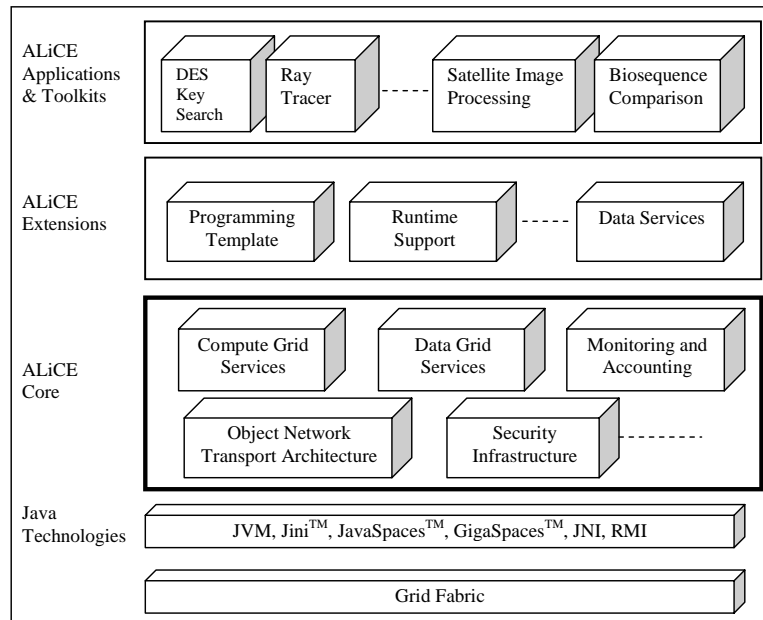 ALiCE
Applications
& Toolkits
DES
Key
Search
Ray
Tracer
Satellite Image
Processing
Biosequence
Comparison
ALiCE
Extensions
Programming
Template
Runtime
Support
Data Services
ALiCE
Core
Compute Grid
Services
Data Grid
Services
Monitoring and
Accounting
Object Network
Transport Architecture
Security
Infrastructure
Java
Technologies
JVM, Jini™, JavaSpaces™, GigaSpaces™, JNI, RMI
Grid Fabric